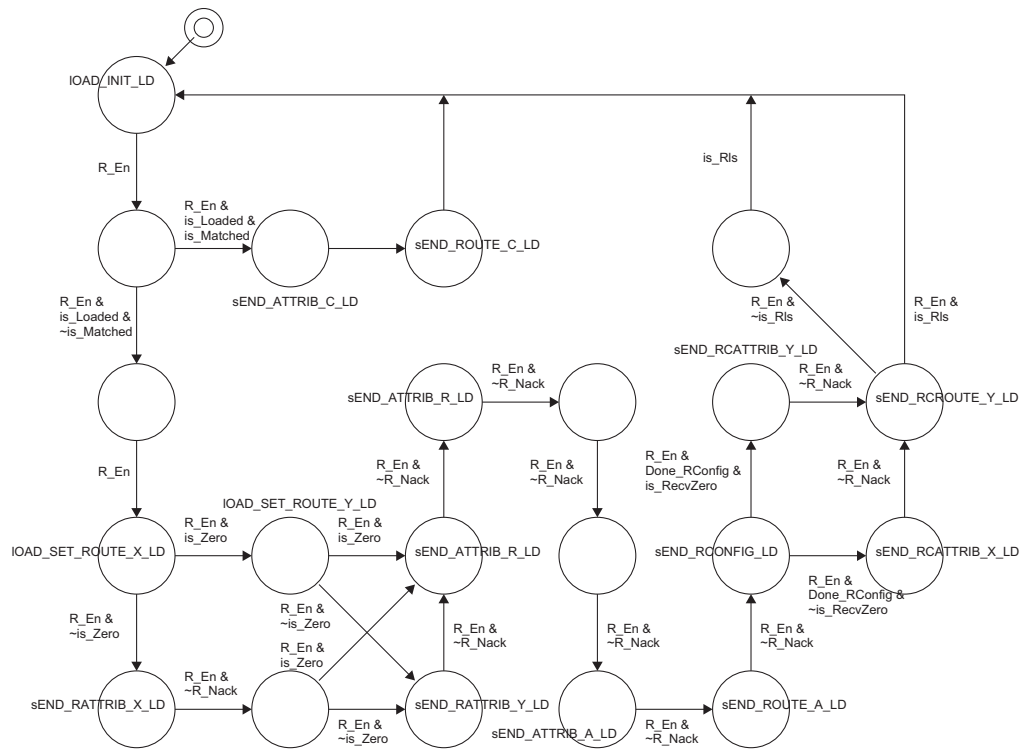 lOAD_INIT_LD
R_En
R_En &
is_Loaded &
is_Matched
sEND_ROUTE_C_LD
sEND_ATTRIB_C_LD
is_Rls
R_En &
is_Loaded &
~is_Matched
R_En &
~is_Rls
R_En &
is_Rls
sEND_RCATTRIB_Y_LD
R_En &
~R_Nack
R_En &
~R_Nack
sEND_ATTRIB_R_LD
sEND_RCROUTE_Y_LD
R_En
R_En &
~R_Nack
R_En &
~R_Nack
R_En &
Done_RConfig &
is_RecvZero
R_En &
~R_Nack
lOAD_SET_ROUTE_Y_LD
R_En &
is_Zero
R_En &
is_Zero
lOAD_SET_ROUTE_X_LD
sEND_ATTRIB_R_LD
sEND_RCONFIG_LD
sEND_RCATTRIB_X_LD
R_En &
Done_RConfig &
~is_RecvZero
R_En &
~is_Zero
R_En &
~is_Zero
R_En &
is_Zero
R_En &
~R_Nack
R_En &
~R_Nack
R_En &
~R_Nack
R_En &
~R_Nack
sEND_RATTRIB_X_LD
R_En &
~is_Zero
sEND_RATTRIB_Y_LD
sEND_ATTRIB_A_LD
R_En &
~R_Nack
sEND_ROUTE_A_LD